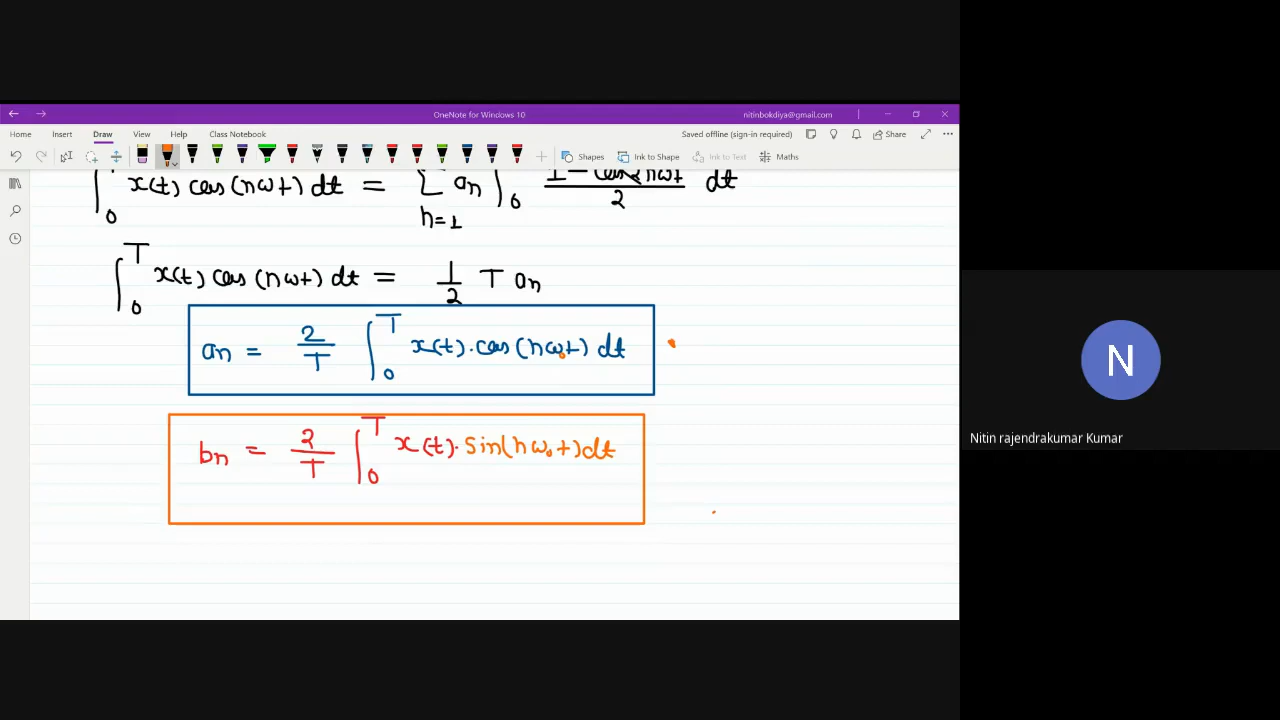 OneNote for Windows 10
nitinbokdiya@gmail.com
Home Insert Draw View Help Class Notebook
Saved offline (sign-in required) Share
Shapes Ink to Shape Ink to Text Maths
∫₀ x(t) cos(nωt) dt = Σ n=1 an ∫₀ (1 − cos2nωt)/2 dt
∫₀ᵀ x(t) cos(nωt) dt = 1/2 T an
an = 2/T ∫₀ᵀ x(t).cos(nω₀t) dt
bn = 2/T ∫₀ᵀ x(t).Sin(nω₀t)dt
N
Nitin rajendrakumar Kumar